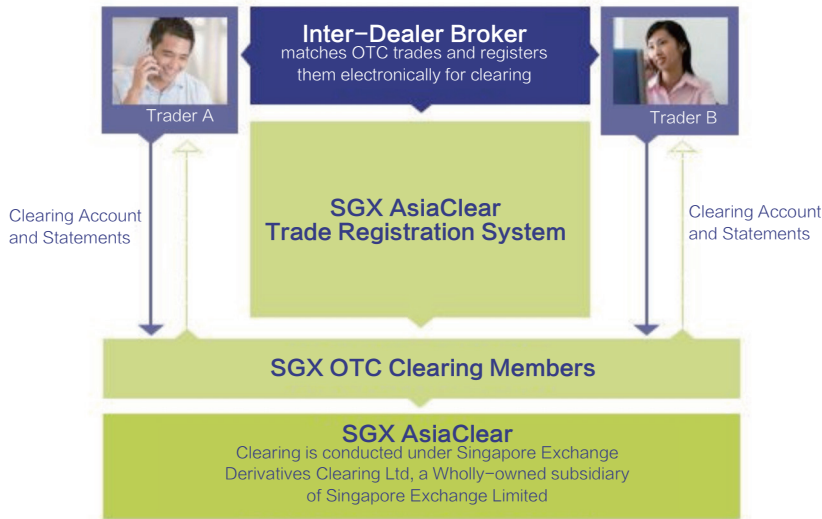 Inter-Dealer Broker
matches OTC trades and registers
them electronically for clearing
Trader A
Trader B
Clearing Account
and Statements
SGX AsiaClear
Trade Registration System
Clearing Account
and Statements
SGX OTC Clearing Members
SGX AsiaClear
Clearing is conducted under Singapore Exchange
Derivatives Clearing Ltd, a Wholly-owned subsidiary
of Singapore Exchange Limited